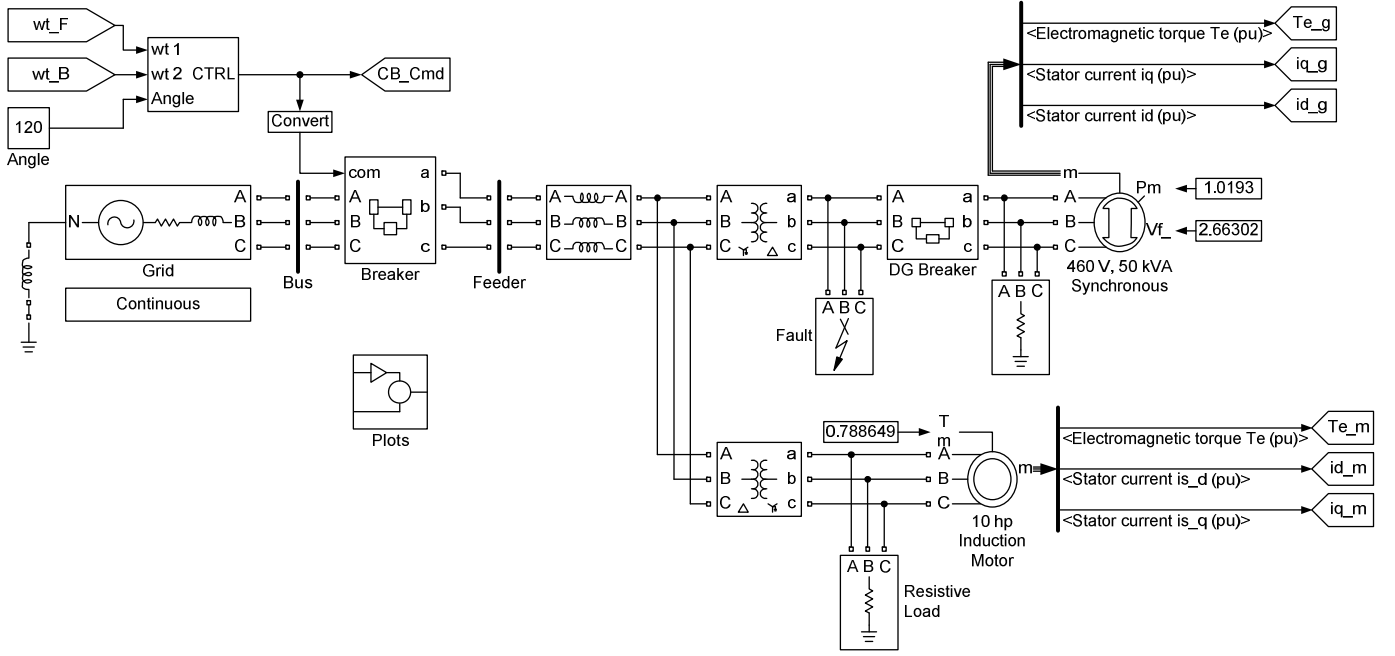 wt_F
wt_B
120
Angle
wt 1
wt 2 CTRL
Angle
CB_Cmd
Convert
N
A
B
C
Grid
Continuous
Bus
com
A
B
C
a
b
c
Breaker
Feeder
A A
B B
C C
A a
B b
C c
A B C
Fault
A a
B b
C c
DG Breaker
A B C
m
A
B
C
Pm
Vf_
1.0193
2.66302
460 V, 50 kVA
Synchronous
<Electromagnetic torque Te (pu)>
<Stator current iq (pu)>
<Stator current id (pu)>
Te_g
iq_g
id_g
Plots
A a
B b
C c
0.788649
T
m
A
B
C
m
10 hp
Induction
Motor
A B C
Resistive
Load
<Electromagnetic torque Te (pu)>
<Stator current is_d (pu)>
<Stator current is_q (pu)>
Te_m
id_m
iq_m